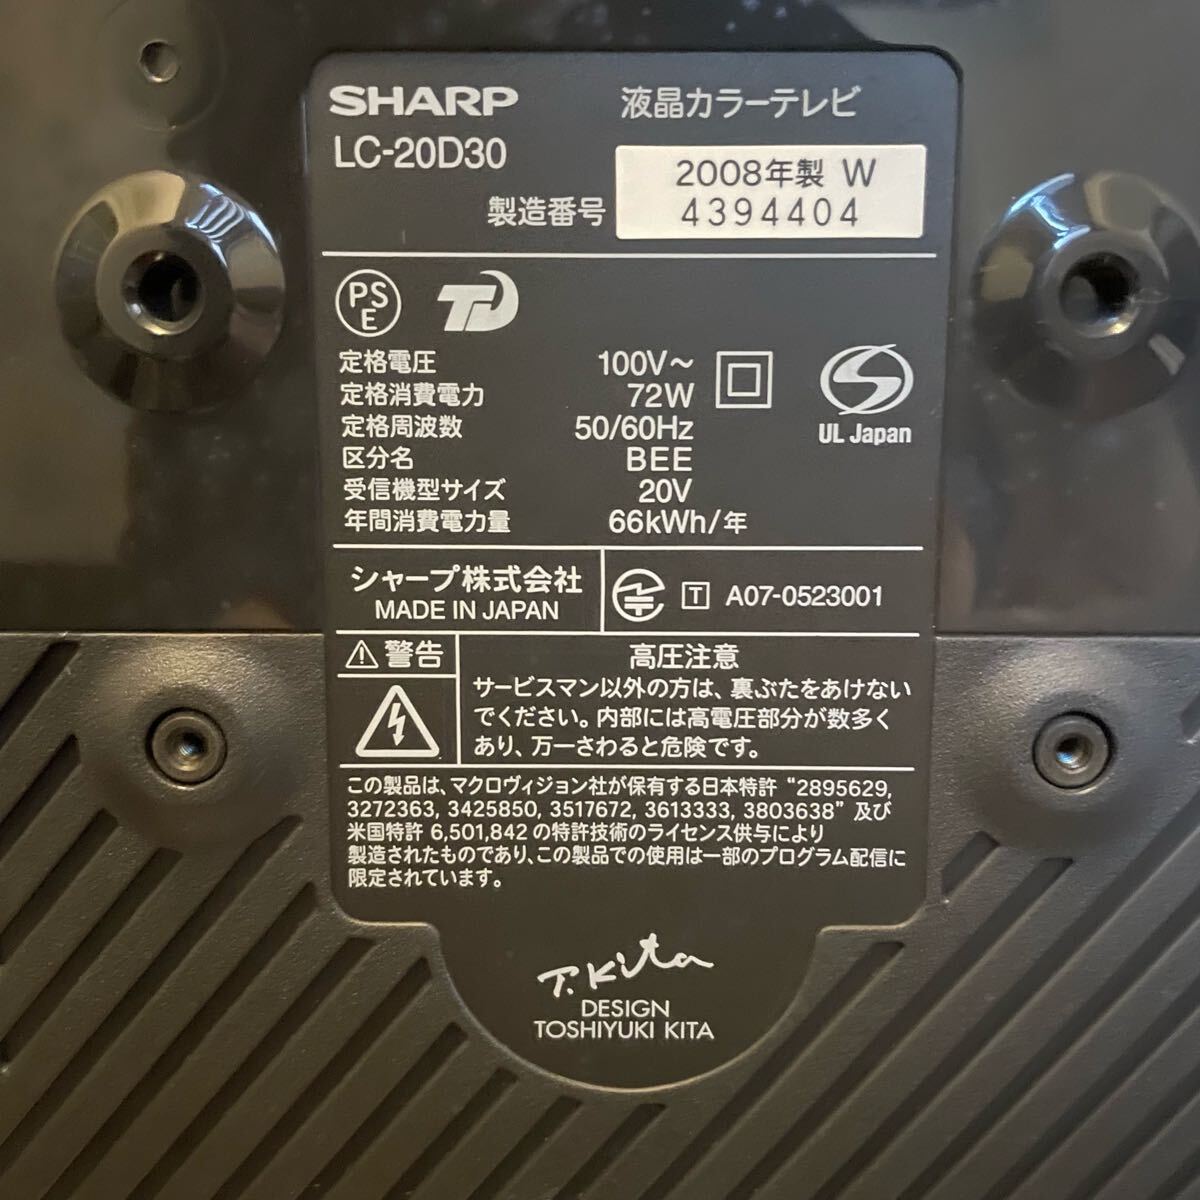 SHARP 液晶カラーテレビ
LC-20D30
2008年製 W
製造番号 4394404
PSE
定格電圧 100V～
定格消費電力 72W
定格周波数 50/60Hz
区分名 BEE
受信機型サイズ 20V
年間消費電力量 66kWh/年
UL Japan
シャープ株式会社
MADE IN JAPAN
T A07-0523001
警告
高圧注意
サービスマン以外の方は、裏ぶたをあけない
でください。内部には高電圧部分が数多く
あり、万一さわると危険です。
この製品は、マクロヴィジョン社が保有する日本特許 “2895629,
3272363, 3425850, 3517672, 3613333, 3803638” 及び
米国特許 6,501,842 の特許技術のライセンス供与により
製造されたものであり、この製品での使用は一部のプログラム配信に
限定されています。
T.Kita
DESIGN
TOSHIYUKI KITA